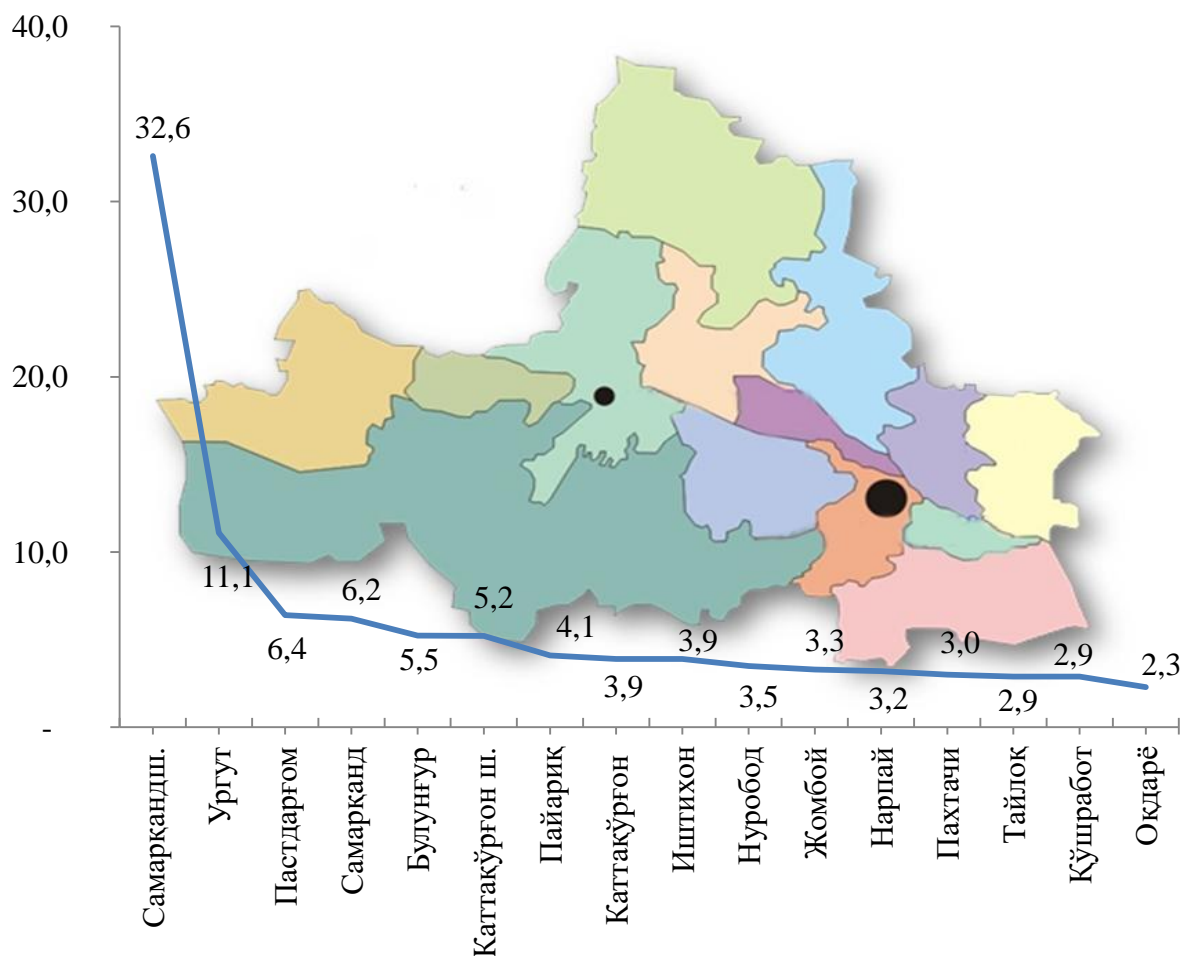 40,0
30,0
20,0
10,0
-
32,6
11,1
6,4
6,2
5,5
5,2
4,1
3,9
3,9
3,5
3,3
3,2
3,0
2,9
2,9
2,3
Самарқандш.
Ургут
Пастдарғом
Самарқанд
Булунғур
Каттақўрғон ш.
Пайариқ
Каттақўрғон
Иштихон
Нуробод
Жомбой
Нарпай
Пахтачи
Тайлоқ
Қўшработ
Оқдарё